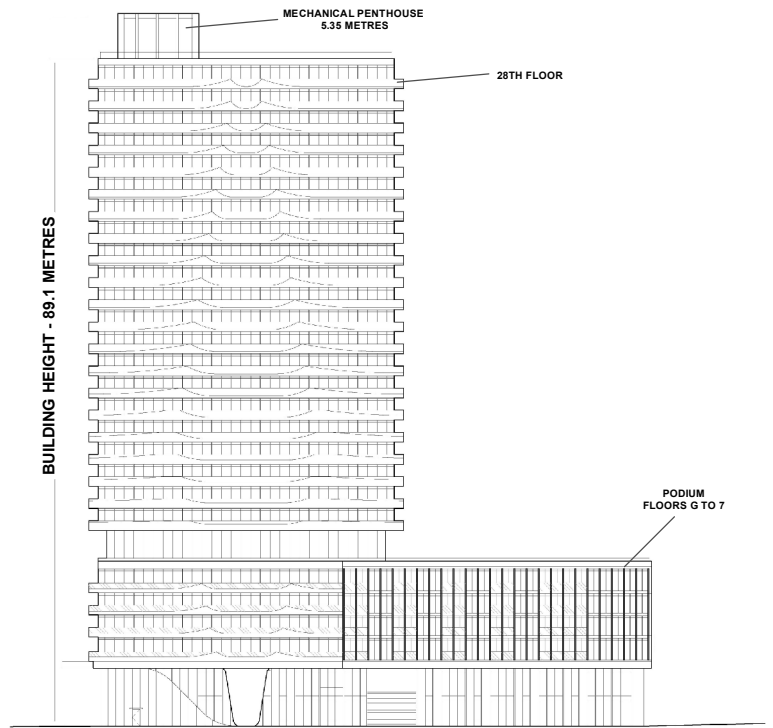 MECHANICAL PENTHOUSE
5.35 METRES
28TH FLOOR
BUILDING HEIGHT - 89.1 METRES
PODIUM
FLOORS G TO 7